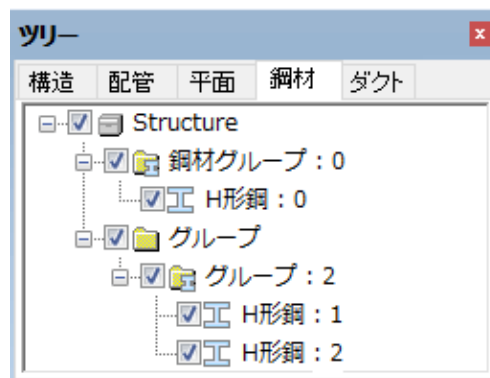 ツリー
構造 配管 平面 鋼材 ダクト
Structure
鋼材グループ：0
H形鋼：0
グループ
グループ：2
H形鋼：1
H形鋼：2